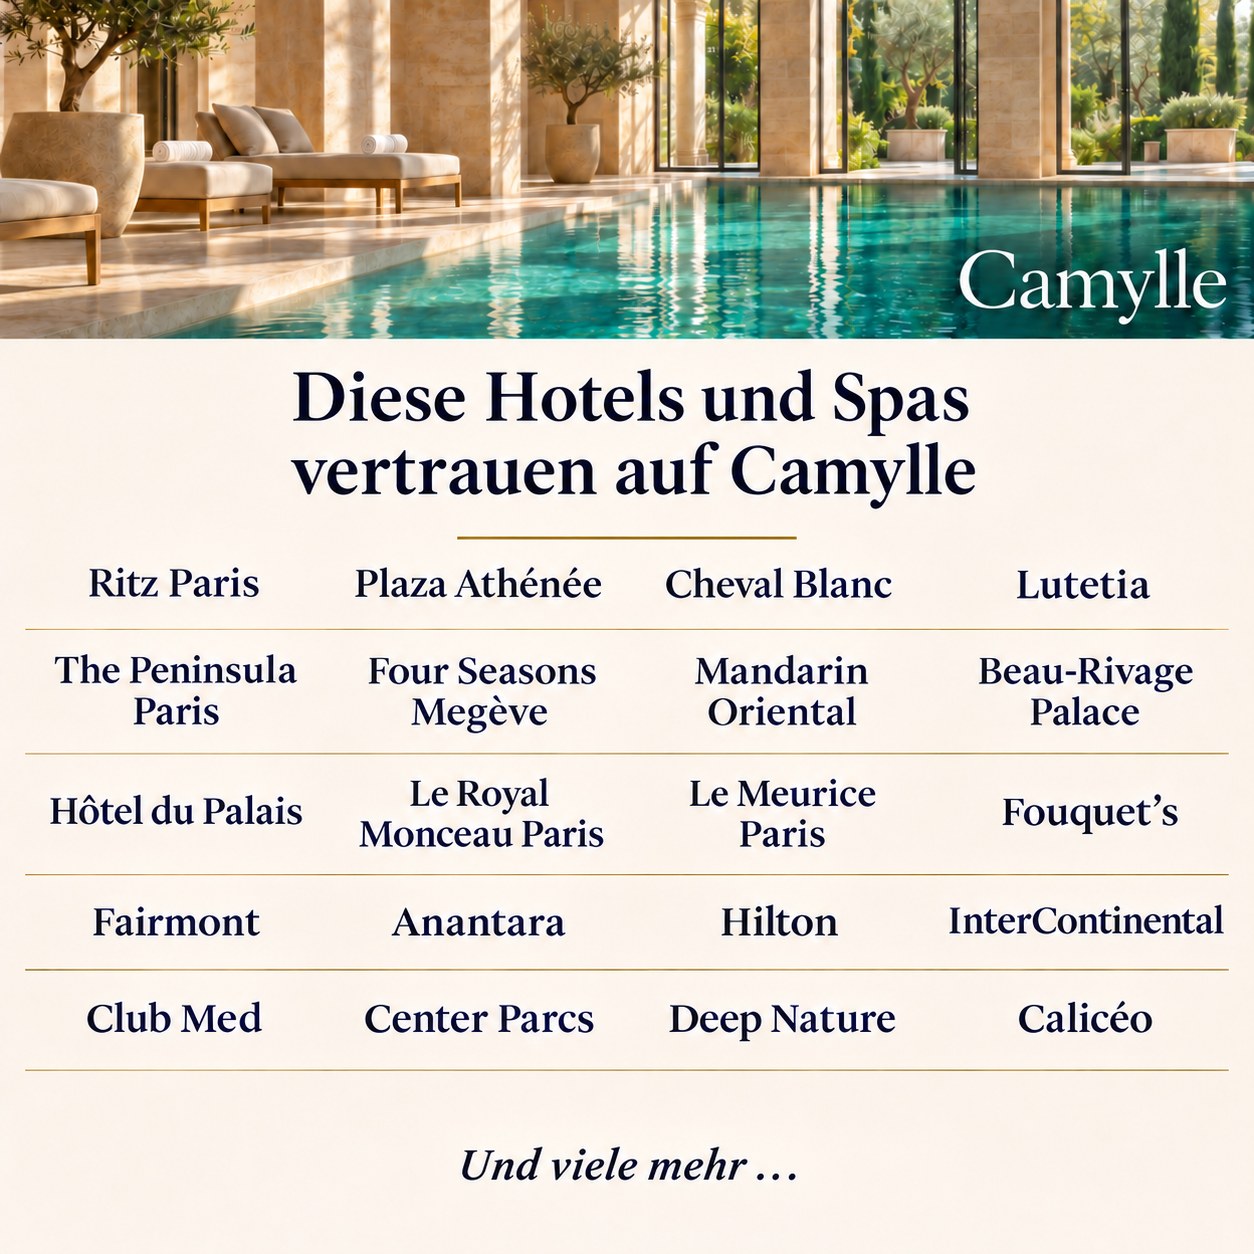 Camylle
Diese Hotels und Spas
vertrauen auf Camylle
Ritz Paris
Plaza Athénée
Cheval Blanc
Lutetia
The Peninsula
Paris
Four Seasons
Megève
Mandarin
Oriental
Beau-Rivage
Palace
Hôtel du Palais
Le Royal
Monceau Paris
Le Meurice
Paris
Fouquet’s
Fairmont
Anantara
Hilton
InterContinental
Club Med
Center Parcs
Deep Nature
Calicéo
Und viele mehr ...